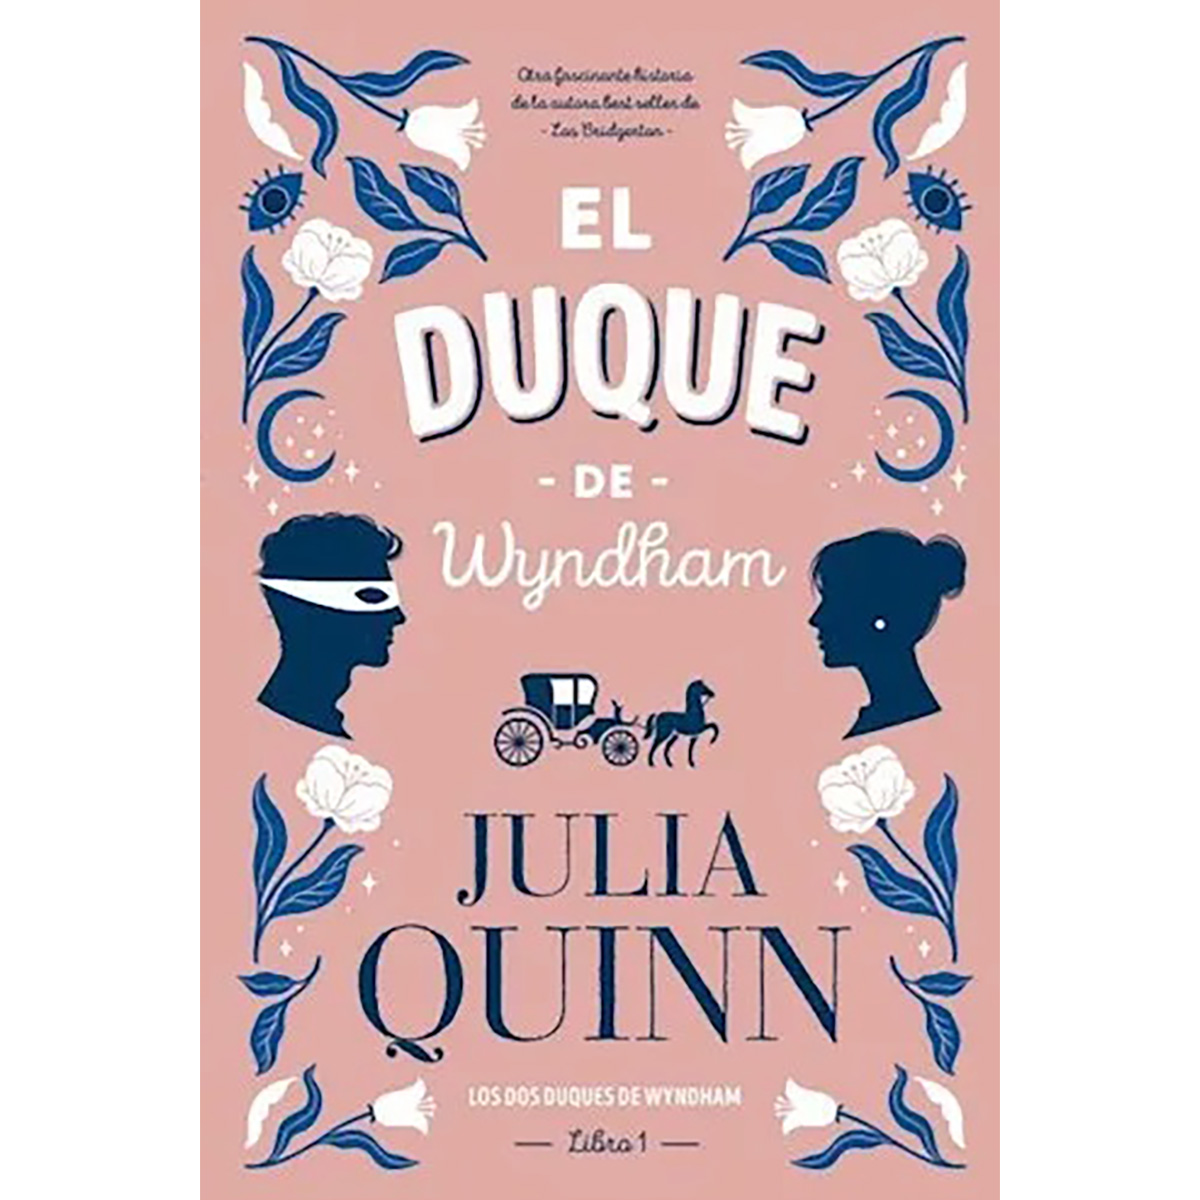 Otra fascinante historia
de la autora best seller de
- Los Bridgerton -
EL
DUQUE
- DE -
Wyndham
JULIA
QUINN
LOS DOS DUQUES DE WYNDHAM
— Libro 1 —